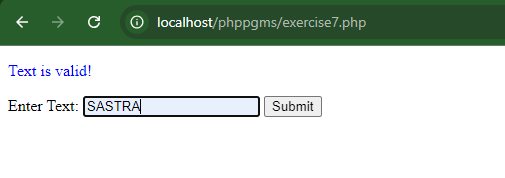 localhost/phppgms/exercise7.php
Text is valid!
Enter Text: SASTRA Submit